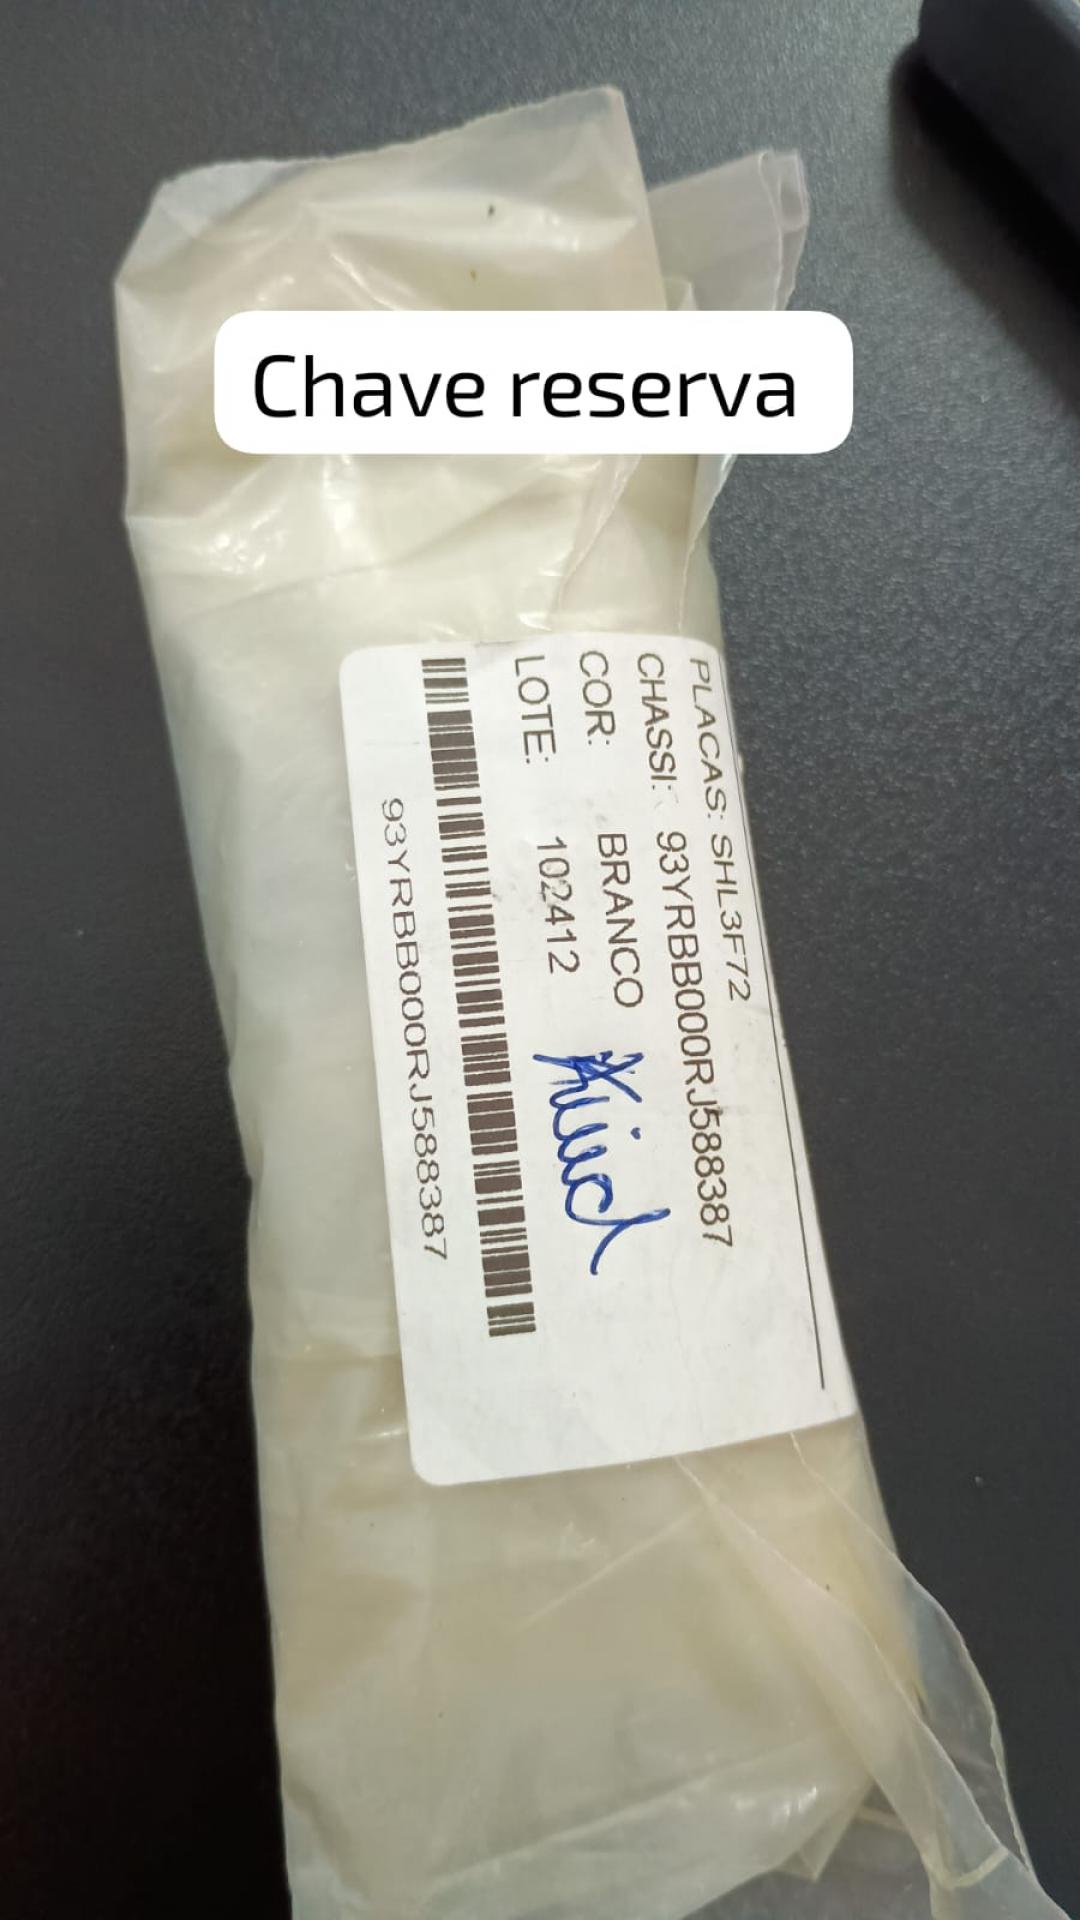 Chave reserva
PLACAS: SHL3F72
CHASSI: 93YRBB000RJ588387
COR: BRANCO
LOTE: 102412
93YRBB000RJ588387